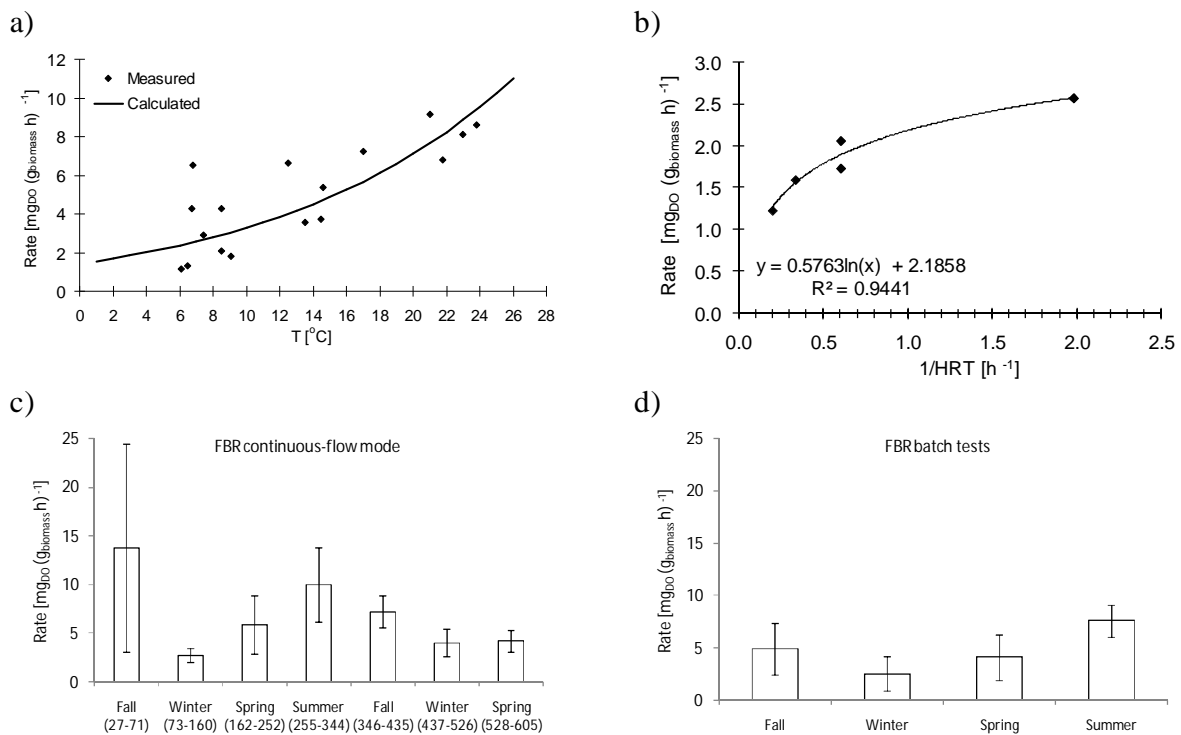 a)
12
10
8
6
4
2
0
Rate [mgDO (gbiomass h) -1]
Measured
Calculated
0 2 4 6 8 10 12 14 16 18 20 22 24 26 28
T [oC]
b)
3.0
2.5
2.0
1.5
1.0
0.5
0.0
Rate [mgDO (gbiomass h) -1]
y = 0.5763ln(x) + 2.1858
R² = 0.9441
0.0 0.5 1.0 1.5 2.0 2.5
1/HRT [h -1]
c)
FBR continuous-flow mode
25
20
15
10
5
0
Rate [mgDO (gbiomass h) -1]
Fall Winter Spring Summer Fall Winter Spring
(27-71) (73-160) (162-252) (255-344) (346-435) (437-526) (528-605)
d)
FBR batch tests
25
20
15
10
5
0
Rate [mgDO (gbiomass h) -1]
Fall Winter Spring Summer